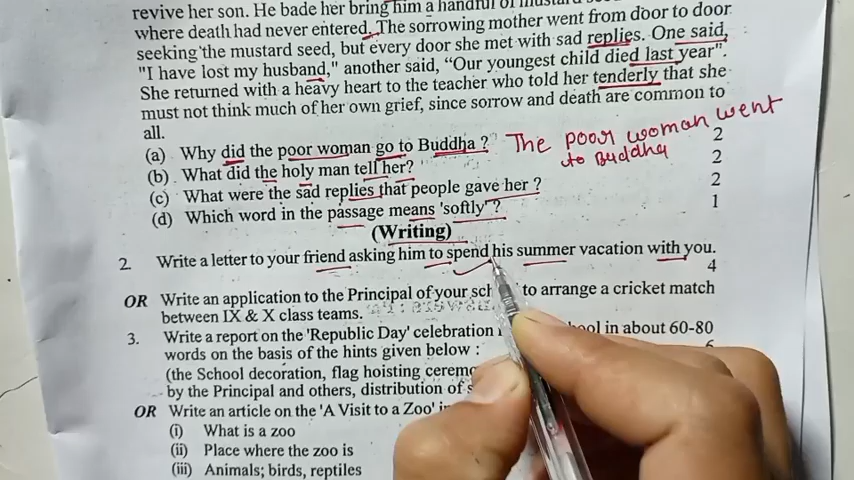 revive her son. He bade her bring him a handful of mustard
where death had never entered. The sorrowing mother went from door to door
seeking the mustard seed, but every door she met with sad replies. One said,
"I have lost my husband," another said, "Our youngest child died last year".
She returned with a heavy heart to the teacher who told her tenderly that she
must not think much of her own grief, since sorrow and death are common to
all.
(a) Why did the poor woman go to Buddha ? The poor woman went to Buddha 2
(b) What did the holy man tell her? 2
(c) What were the sad replies that people gave her ? 2
(d) Which word in the passage means 'softly' ? 1
(Writing)
2. Write a letter to your friend asking him to spend his summer vacation with you.
4
OR Write an application to the Principal of your to arrange a cricket match
between IX & X class teams.
3. Write a report on the 'Republic Day' celebration in about 60-80
words on the basis of the hints given below :
(the School decoration, flag hoisting
by the Principal and others, distribution of
OR Write an article on the 'A Visit to a Zoo'
(i) What is a zoo
(ii) Place where the zoo is
(iii) Animals; birds, reptiles